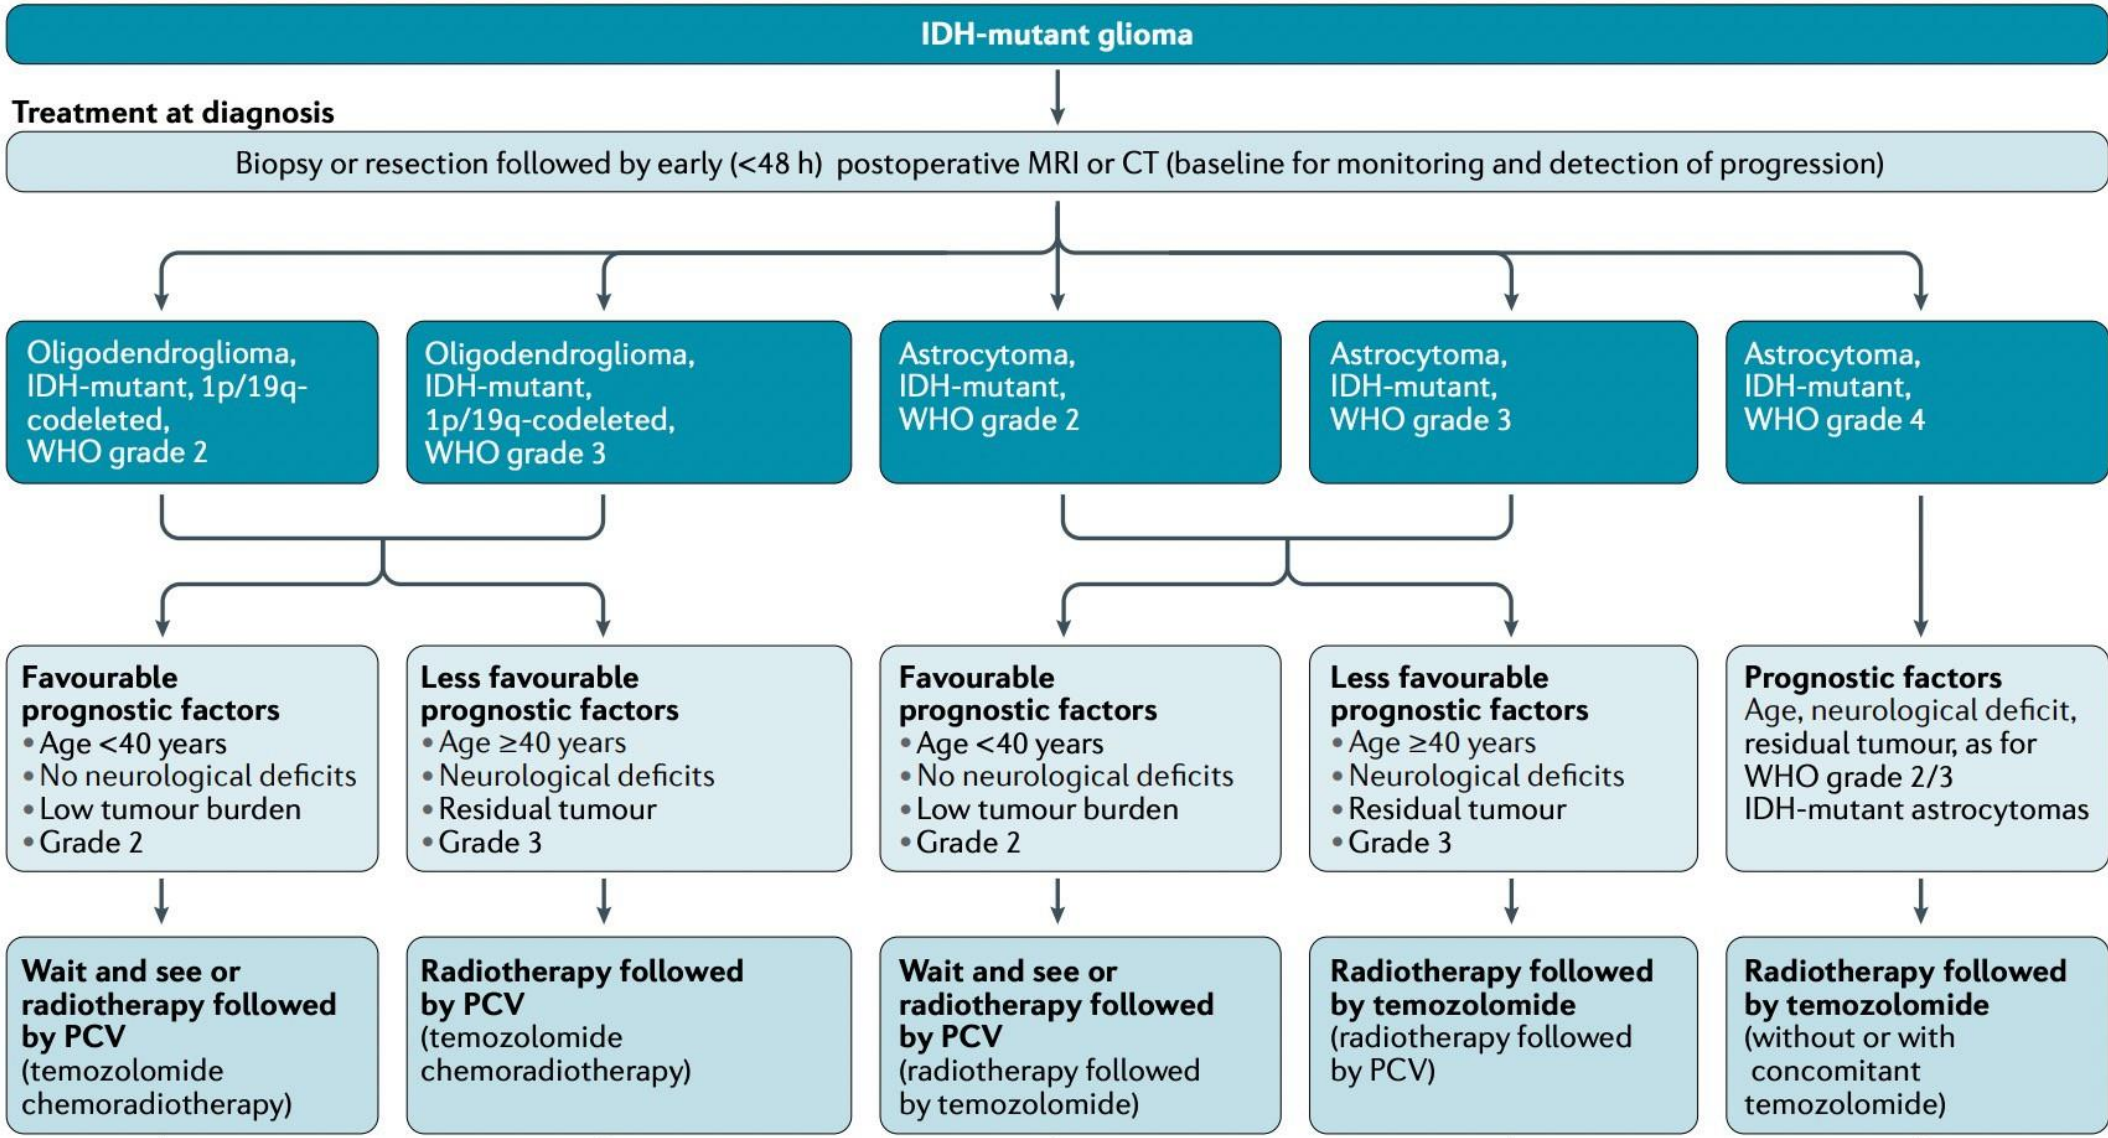 IDH-mutant glioma
Treatment at diagnosis
Biopsy or resection followed by early (<48 h) postoperative MRI or CT (baseline for monitoring and detection of progression)
Oligodendroglioma,
IDH-mutant, 1p/19q-
codeleted,
WHO grade 2
Oligodendroglioma,
IDH-mutant,
1p/19q-codeleted,
WHO grade 3
Astrocytoma,
IDH-mutant,
WHO grade 2
Astrocytoma,
IDH-mutant,
WHO grade 3
Astrocytoma,
IDH-mutant,
WHO grade 4
Favourable
prognostic factors
• Age <40 years
• No neurological deficits
• Low tumour burden
• Grade 2
Less favourable
prognostic factors
• Age ≥40 years
• Neurological deficits
• Residual tumour
• Grade 3
Favourable
prognostic factors
• Age <40 years
• No neurological deficits
• Low tumour burden
• Grade 2
Less favourable
prognostic factors
• Age ≥40 years
• Neurological deficits
• Residual tumour
• Grade 3
Prognostic factors
Age, neurological deficit,
residual tumour, as for
WHO grade 2/3
IDH-mutant astrocytomas
Wait and see or
radiotherapy followed
by PCV
(temozolomide
chemoradiotherapy)
Radiotherapy followed
by PCV
(temozolomide
chemoradiotherapy)
Wait and see or
radiotherapy followed
by PCV
(radiotherapy followed
by temozolomide)
Radiotherapy followed
by temozolomide
(radiotherapy followed
by PCV)
Radiotherapy followed
by temozolomide
(without or with
concomitant
temozolomide)